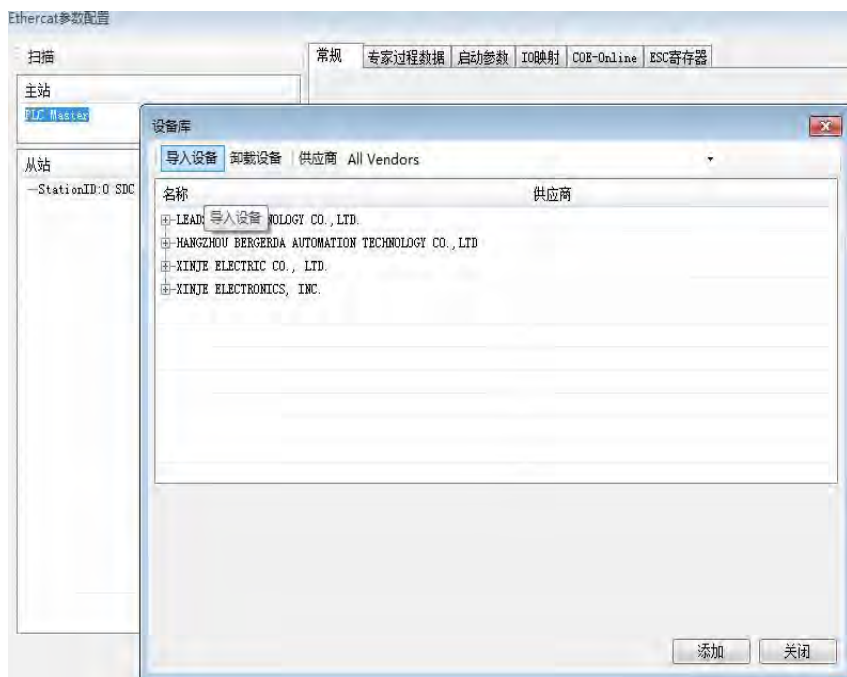 Ethercat参数配置
扫描
常规 专家过程数据 启动参数 IO映射 COE-Online ESC寄存器
主站
PLC Master
设备库
导入设备 卸载设备 供应商 All Vendors
从站
StationID:0 SDC
名称 供应商
导入设备
CO.,LTD.
HANGZHOU BERGERDA AUTOMATION TECHNOLOGY CO.,LTD
XINJE ELECTRIC CO., LTD.
XINJE ELECTRONICS, INC.
添加 关闭